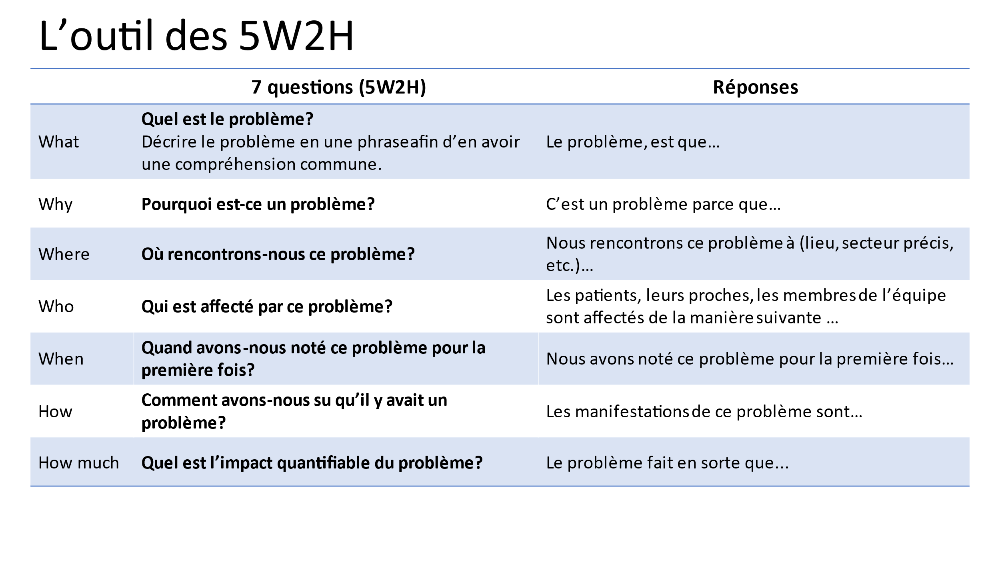 L’outil des 5W2H
7 questions (5W2H)
Réponses
What
Quel est le problème?
Décrire le problème en une phrase afin d’en avoir
une compréhension commune.
Le problème, est que…
Why
Pourquoi est-ce un problème?
C’est un problème parce que…
Where
Où rencontrons-nous ce problème?
Nous rencontrons ce problème à (lieu, secteur précis,
etc.)…
Who
Qui est affecté par ce problème?
Les patients, leurs proches, les membres de l’équipe
sont affectés de la manière suivante …
When
Quand avons-nous noté ce problème pour la
première fois?
Nous avons noté ce problème pour la première fois…
How
Comment avons-nous su qu’il y avait un
problème?
Les manifestations de ce problème sont…
How much
Quel est l’impact quantifiable du problème?
Le problème fait en sorte que...